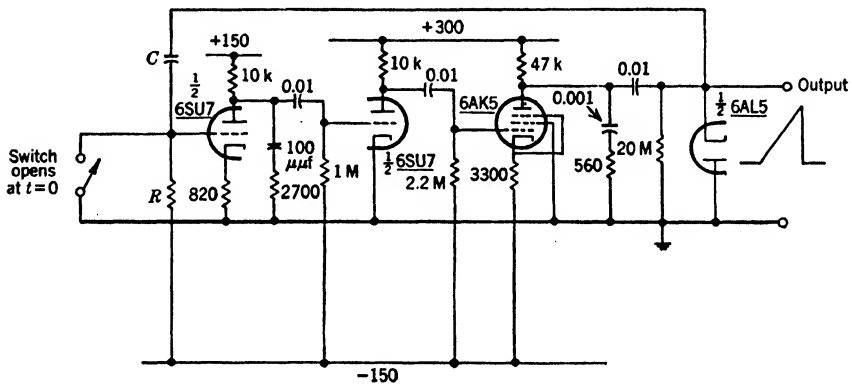 +150
+300
C
1/2
6SU7
10 k
0.01
10 k
0.01
47 k
6AK5
0.01
0.001
Output
1/2 6AL5
Switch
opens
at t=0
R
820
100
μμf
2700
1 M
1/2 6SU7
2.2 M
3300
560
20 M
-150